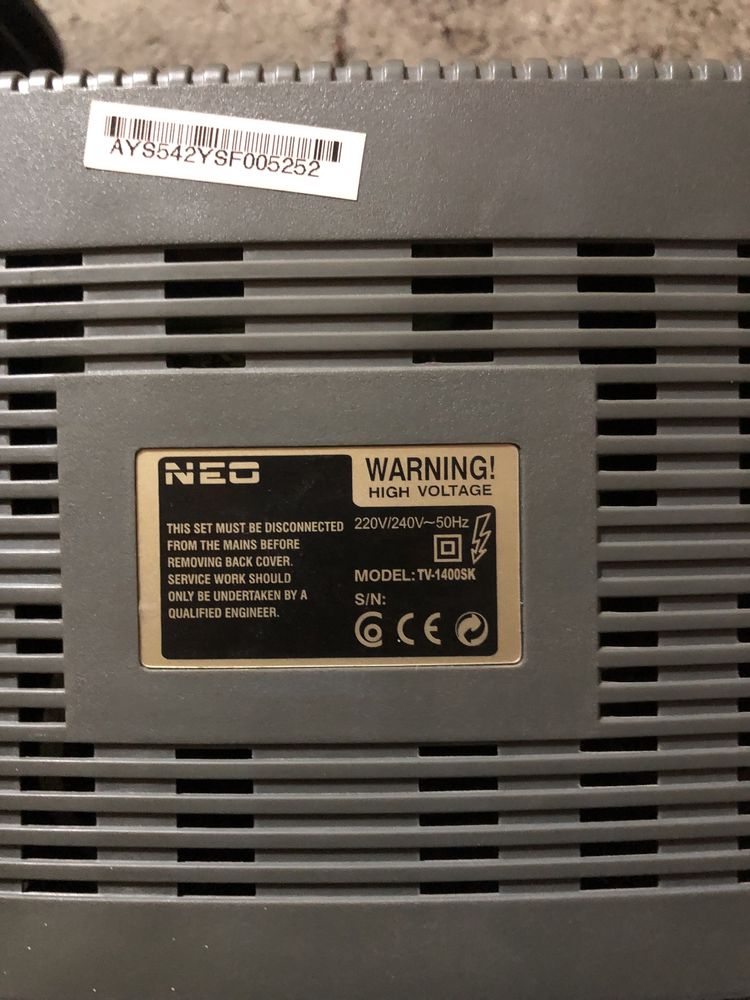 AYS542YSF005252
NEO
WARNING!
HIGH VOLTAGE
THIS SET MUST BE DISCONNECTED
FROM THE MAINS BEFORE
REMOVING BACK COVER.
SERVICE WORK SHOULD
ONLY BE UNDERTAKEN BY A
QUALIFIED ENGINEER.
220V/240V~50Hz
MODEL: TV-1400SK
S/N:
CE